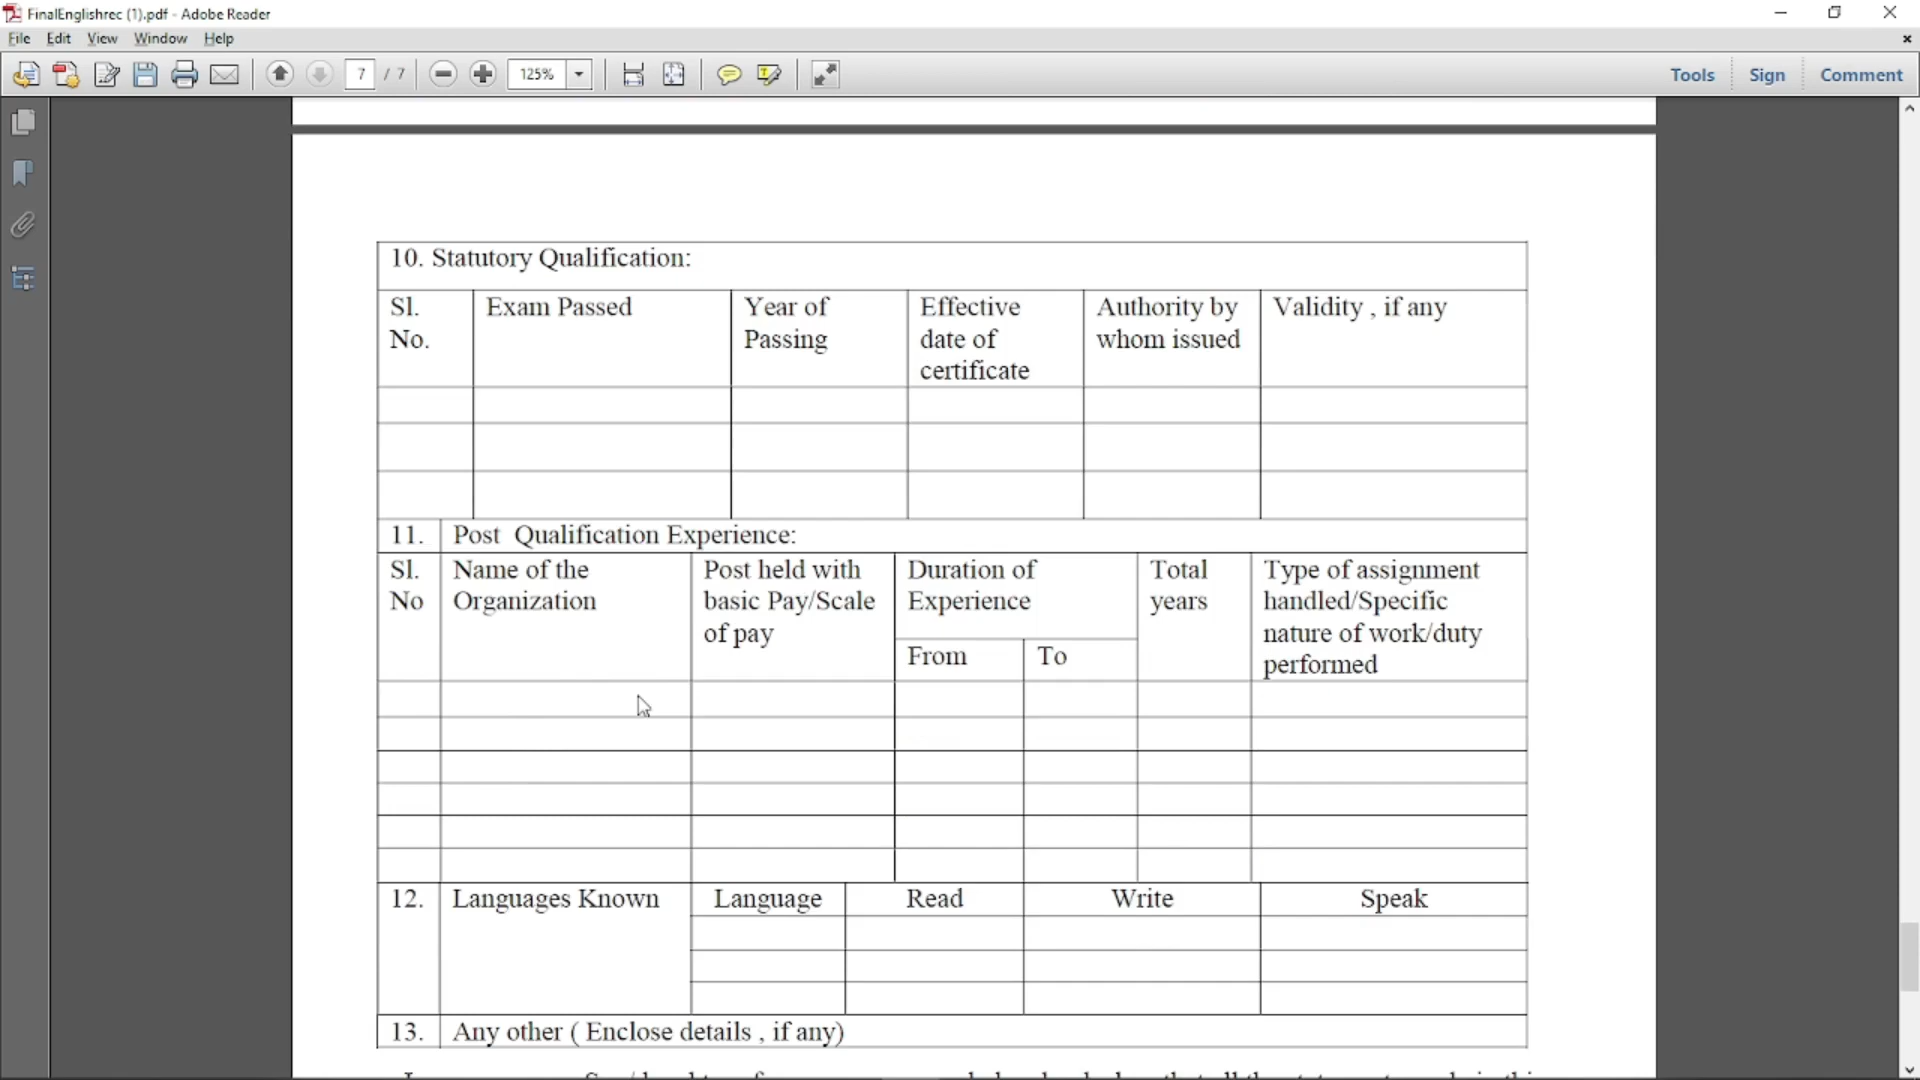 FinalEnglishrec (1).pdf - Adobe Reader
File Edit View Window Help
7 / 7 125% Tools Sign Comment
10. Statutory Qualification:
Sl. No. Exam Passed Year of Passing Effective date of certificate Authority by whom issued Validity , if any
11. Post Qualification Experience:
Sl. No Name of the Organization Post held with basic Pay/Scale of pay Duration of Experience Total years Type of assignment handled/Specific nature of work/duty performed
From To
12. Languages Known Language Read Write Speak
13. Any other ( Enclose details , if any)